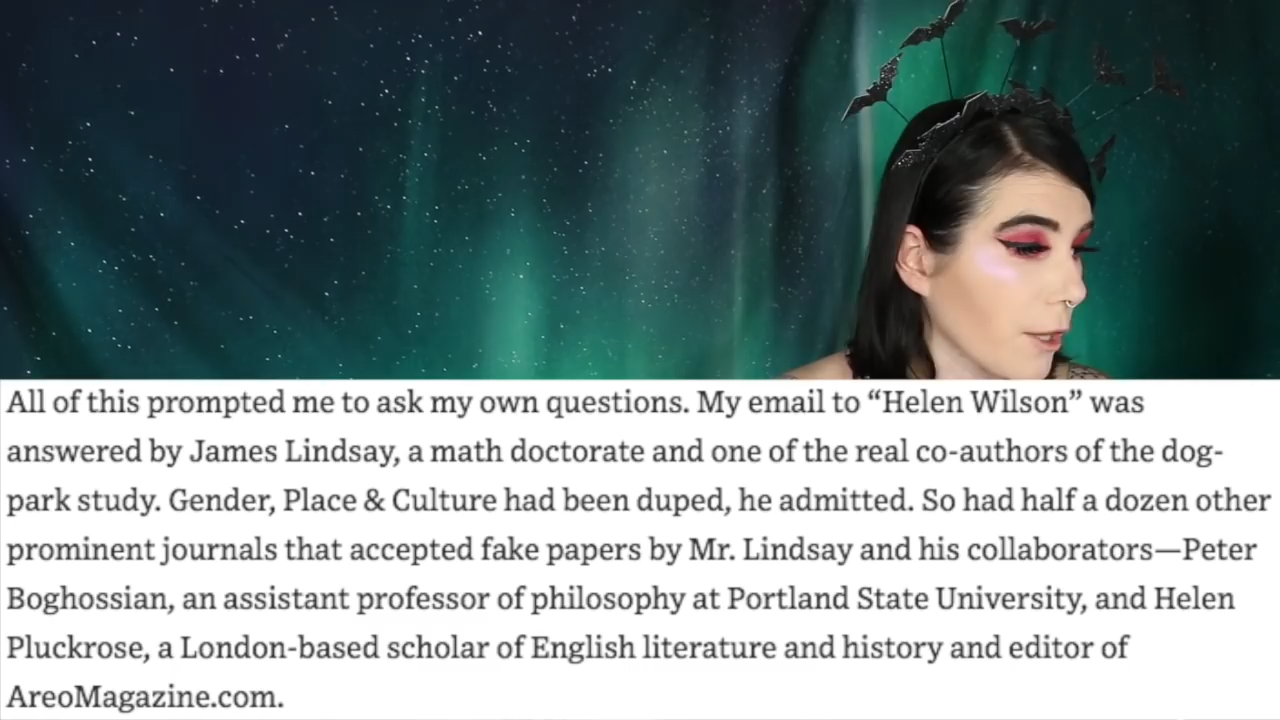 All of this prompted me to ask my own questions. My email to “Helen Wilson” was
answered by James Lindsay, a math doctorate and one of the real co-authors of the dog-
park study. Gender, Place & Culture had been duped, he admitted. So had half a dozen other
prominent journals that accepted fake papers by Mr. Lindsay and his collaborators—Peter
Boghossian, an assistant professor of philosophy at Portland State University, and Helen
Pluckrose, a London-based scholar of English literature and history and editor of
AreoMagazine.com.